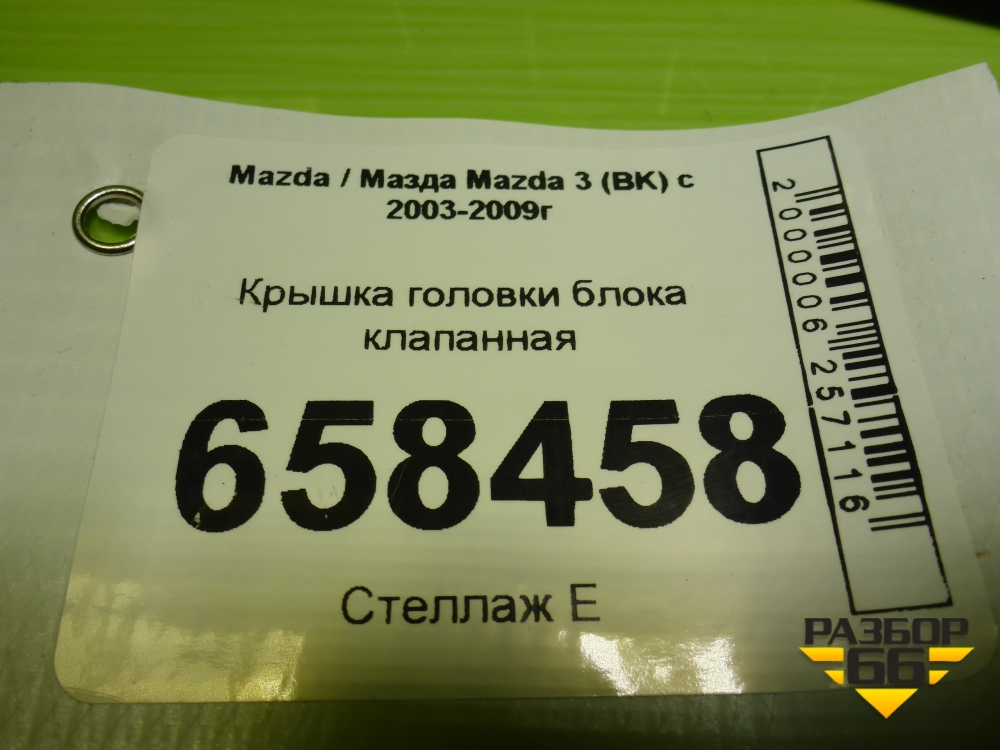 Mazda / Мазда Mazda 3 (BK) с
2003-2009г
Крышка головки блока
клапанная
658458
Стеллаж Е
2000006257116
РАЗБОР
66